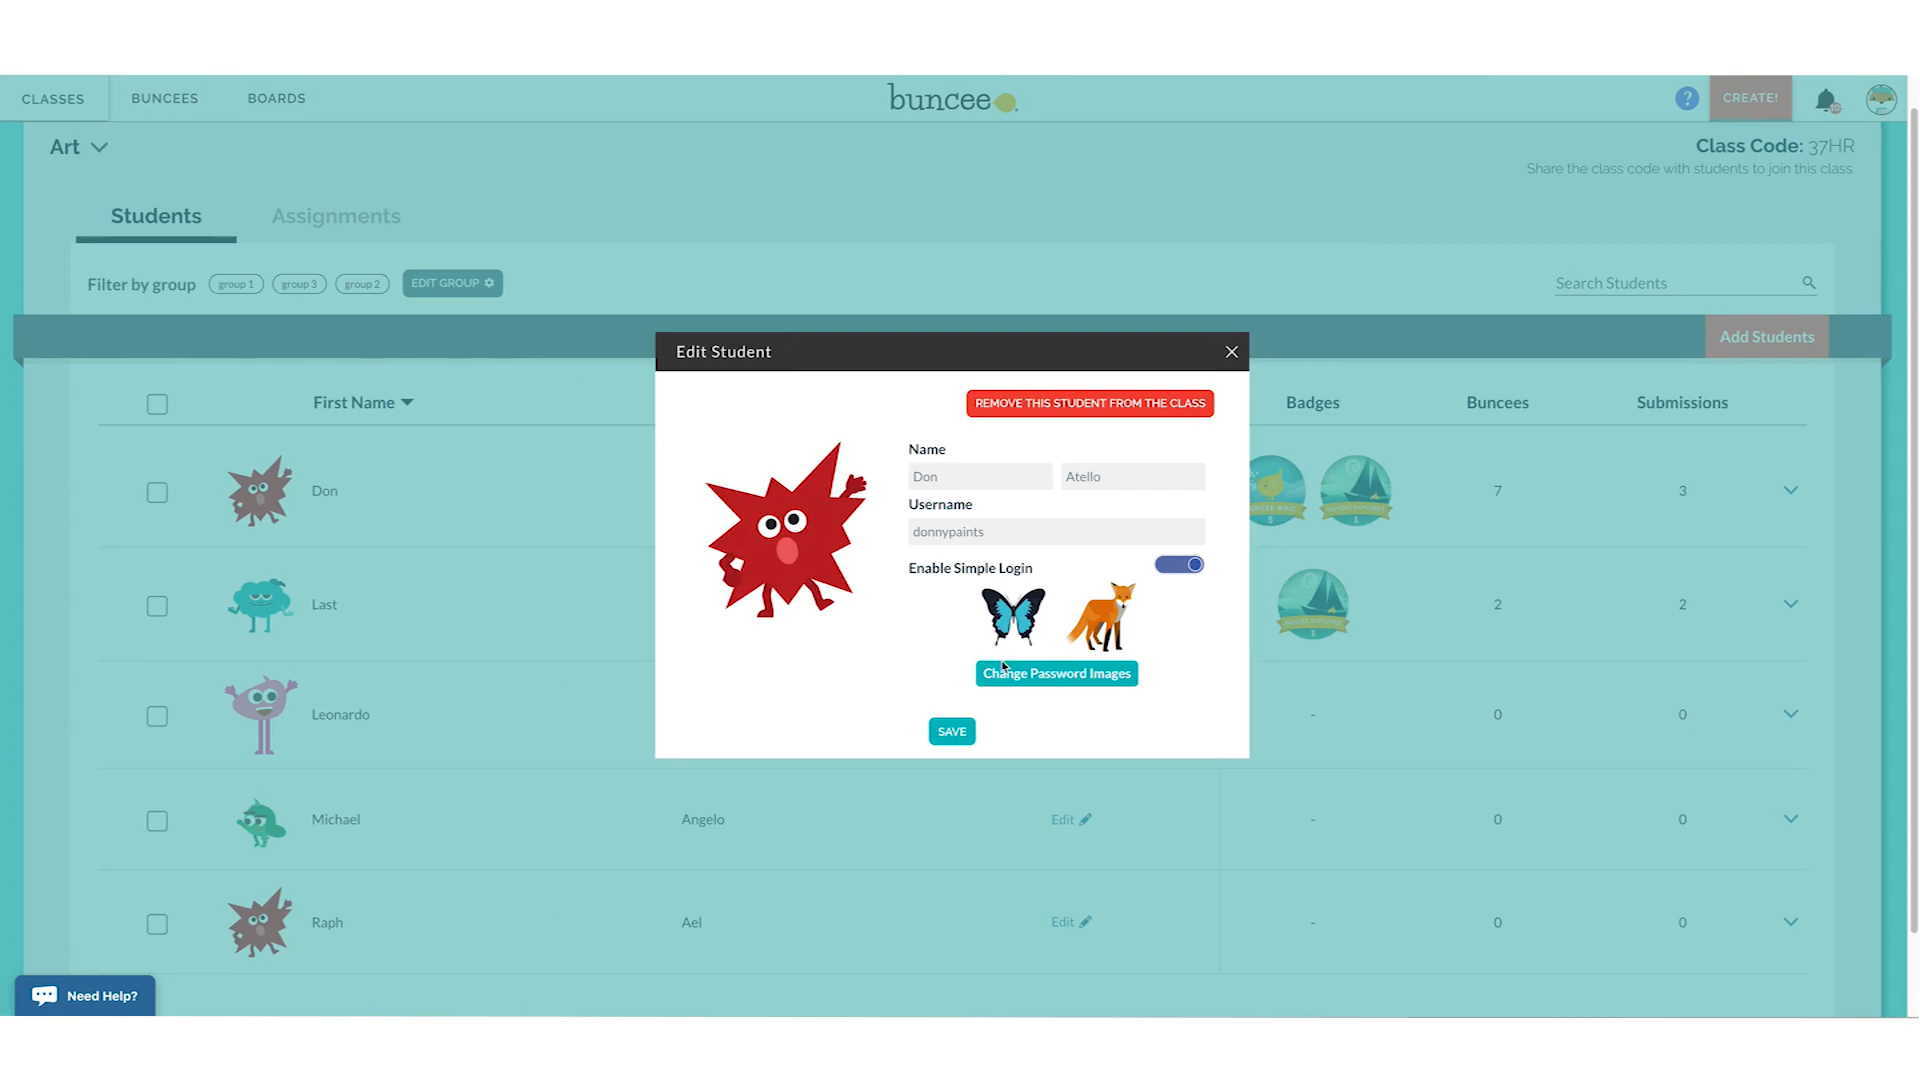 CLASSES BUNCEES BOARDS buncee ? CREATE!
Art Class Code: 37HR
Share the class code with students to join this class.
Students Assignments
Filter by group group 1 group 3 group 2 EDIT GROUP Search Students
Add Students
Edit Student
REMOVE THIS STUDENT FROM THE CLASS
Name
Don Atello
Username
donnypaints
Enable Simple Login
Change Password Images
SAVE
First Name Badges Buncees Submissions
Don 5 1 7 3
Last 1 2 2
Leonardo - 0 0
Michael Angelo Edit - 0 0
Raph Ael Edit - 0 0
Need Help?